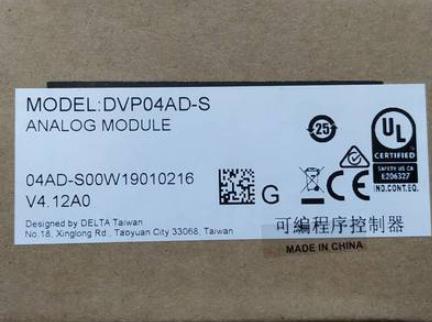 MODEL:DVP04AD-S
ANALOG MODULE
25
UL
CERTIFIED
SAFETY US CA
E206327
IND.CONT.EQ.
04AD-S00W19010216
V4.12A0
G
CE
Designed by DELTA Taiwan
No.18, Xinglong Rd., Taoyuan City 33068, Taiwan
可编程序控制器
MADE IN CHINA